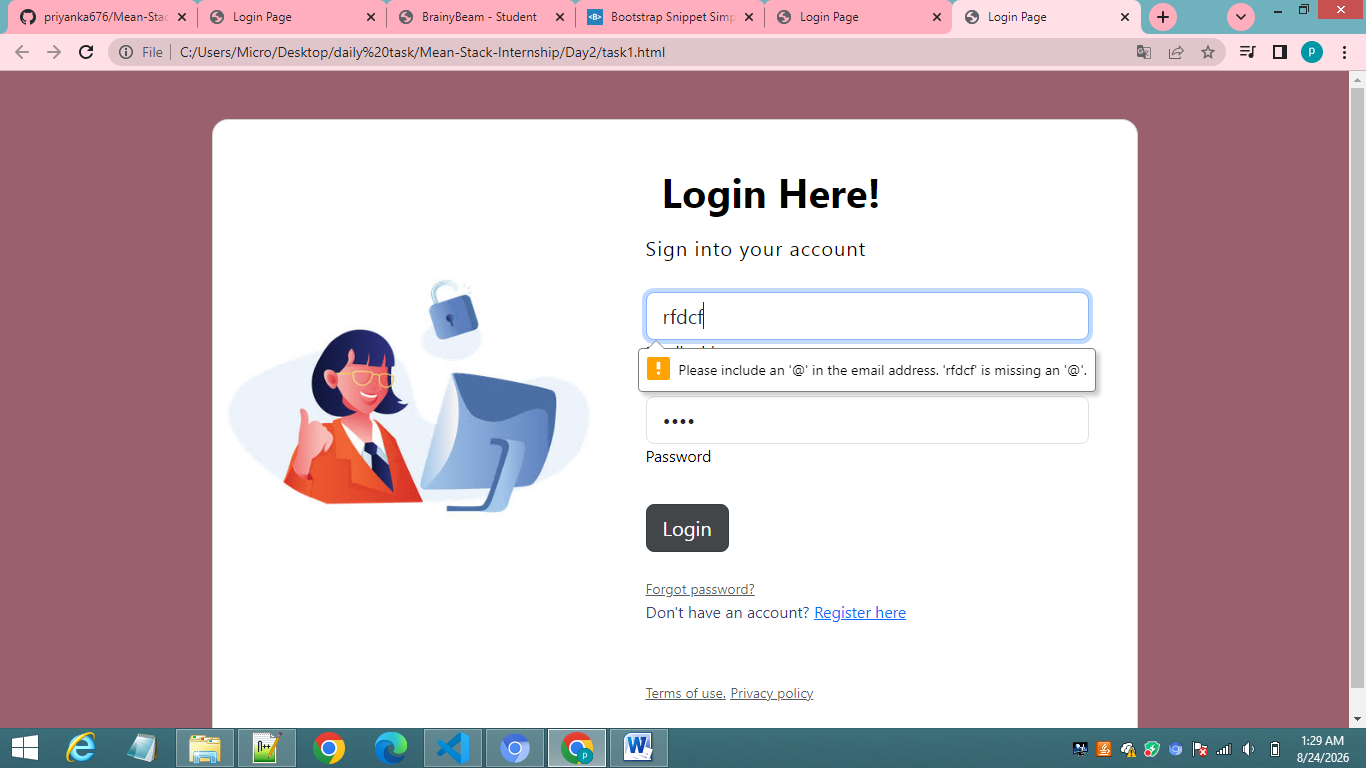 priyanka676/Mean-Stac
Login Page
BrainyBeam - Student
Bootstrap Snippet Simp
Login Page
Login Page
File
C:/Users/Micro/Desktop/daily%20task/Mean-Stack-Internship/Day2/task1.html
P
Login Here!
Sign into your account
rfdcf
Please include an '@' in the email address. 'rfdcf' is missing an '@'.
••••
Password
Login
Forgot password?
Don't have an account? Register here
Terms of use. Privacy policy
1:29 AM
8/24/2026